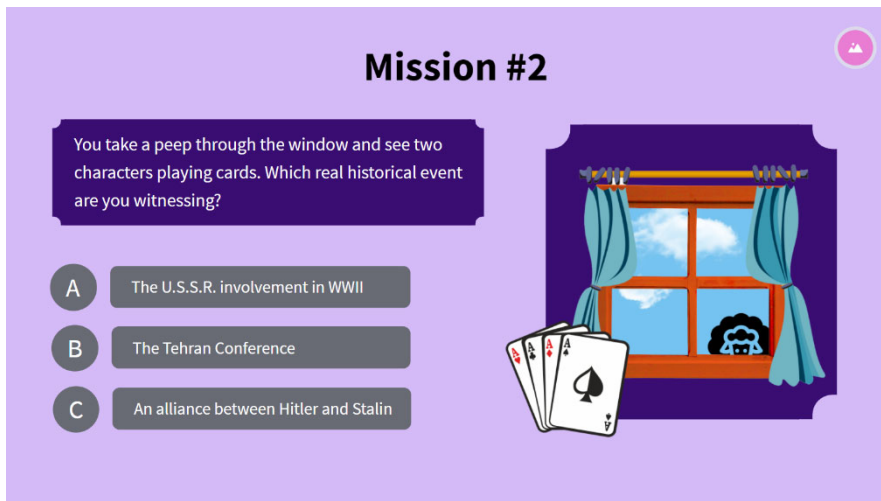 Mission #2
You take a peep through the window and see two
characters playing cards. Which real historical event
are you witnessing?
A
The U.S.S.R. involvement in WWII
B
The Tehran Conference
C
An alliance between Hitler and Stalin
A
A
A
A
A